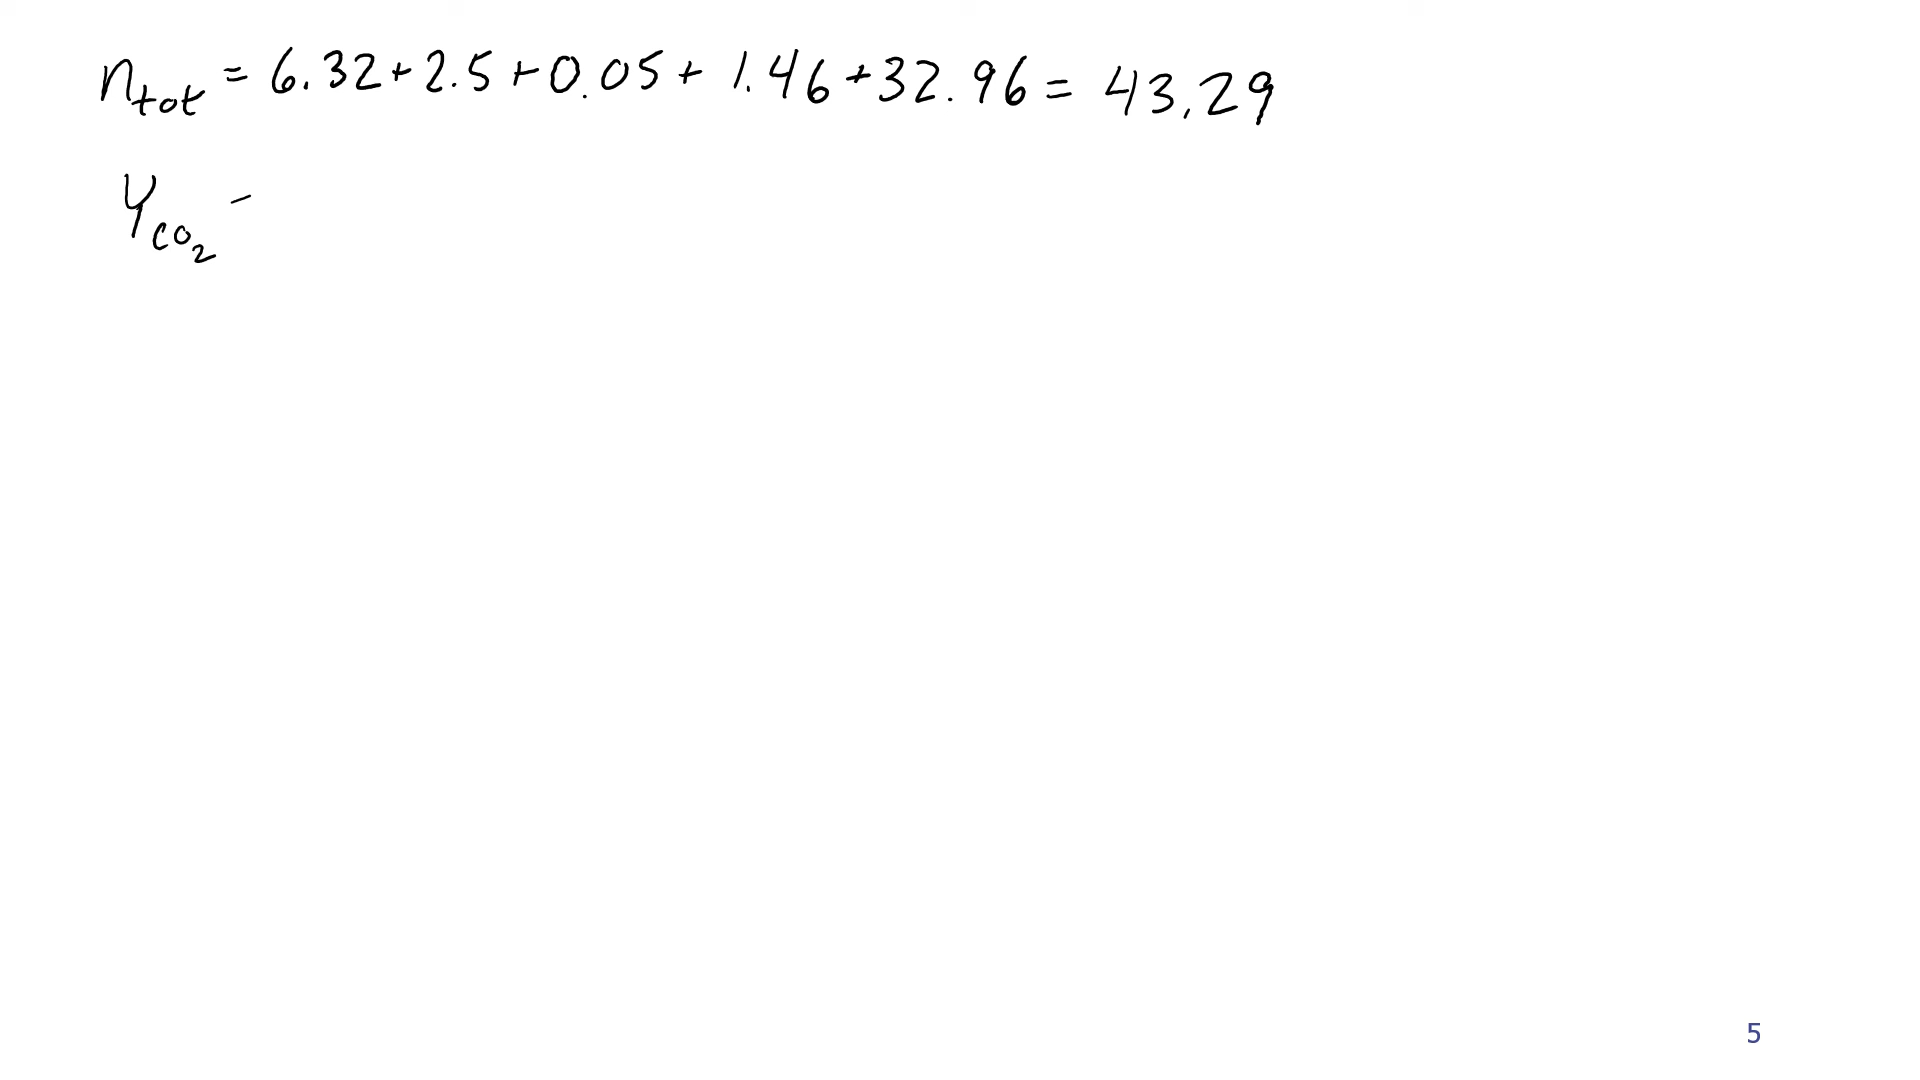 n_tot = 6.32 + 2.5 + 0.05 + 1.46 + 32.96 = 43.29
y_CO₂ -
5